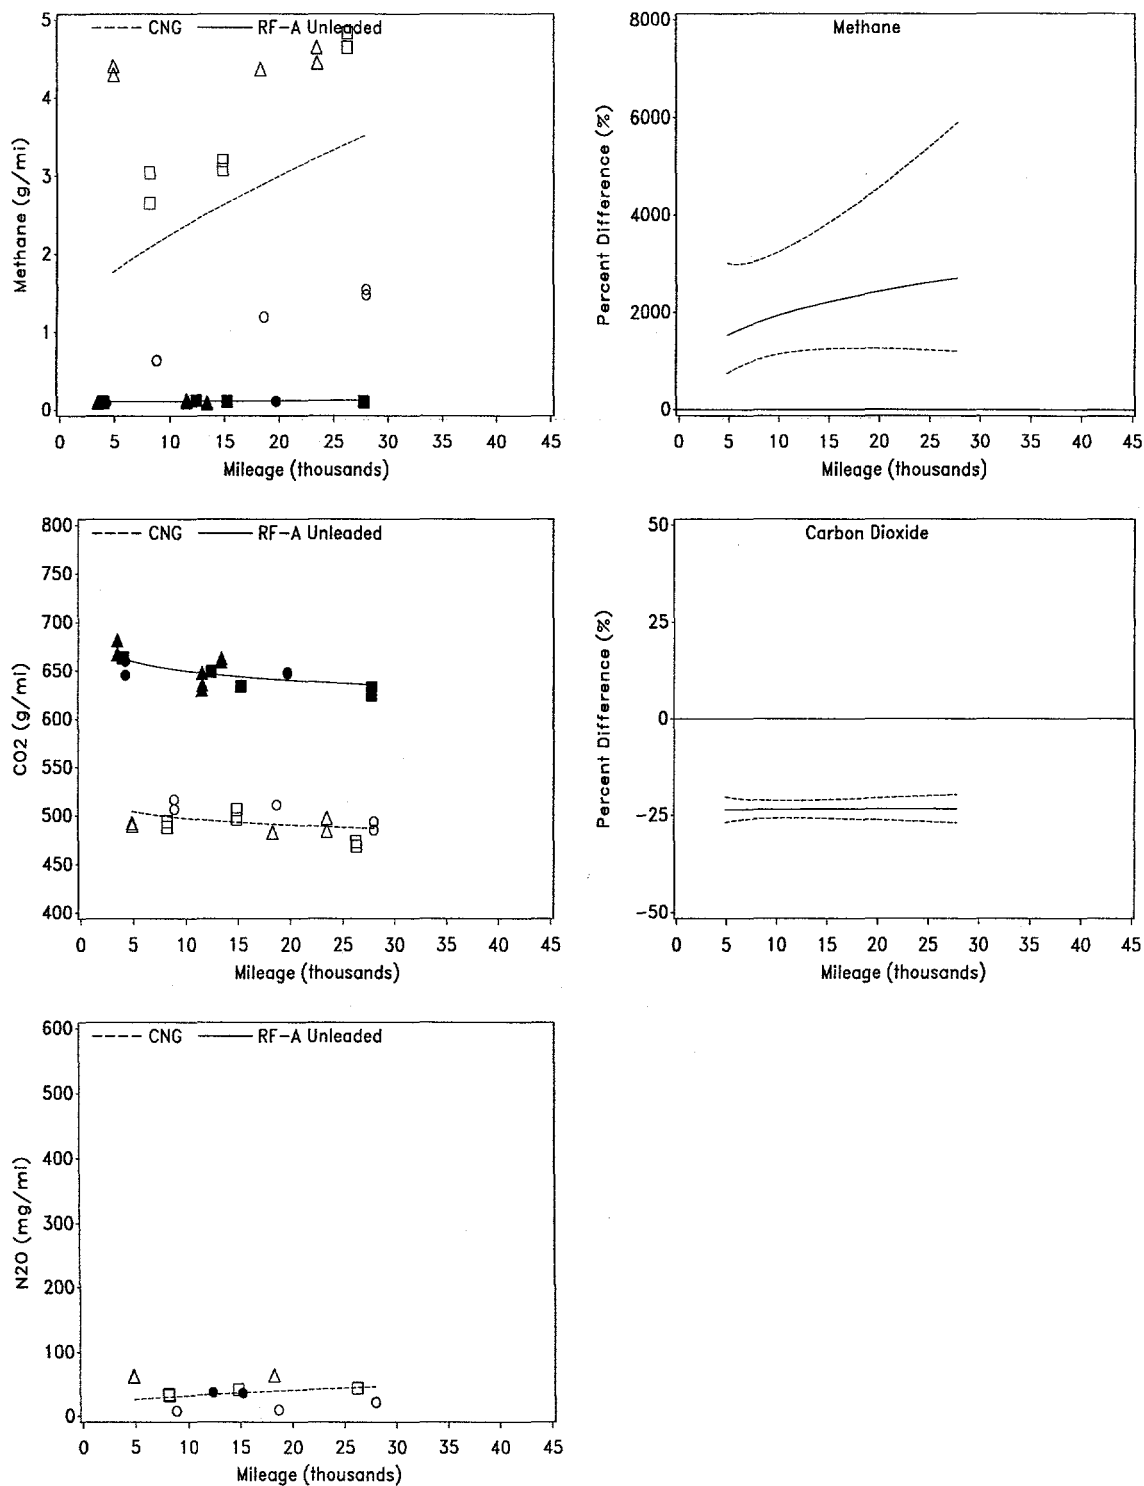 CNG RF-A Unleaded
5
4
3
2
1
0
Methane (g/mi)
0 5 10 15 20 25 30 35 40 45
Mileage (thousands)
Methane
8000
6000
4000
2000
0
Percent Difference (%)
0 5 10 15 20 25 30 35 40 45
Mileage (thousands)
CNG RF-A Unleaded
800
750
700
650
600
550
500
450
400
CO2 (g/mi)
0 5 10 15 20 25 30 35 40 45
Mileage (thousands)
Carbon Dioxide
50
25
0
-25
-50
Percent Difference (%)
0 5 10 15 20 25 30 35 40 45
Mileage (thousands)
CNG RF-A Unleaded
600
500
400
300
200
100
0
N2O (mg/mi)
0 5 10 15 20 25 30 35 40 45
Mileage (thousands)